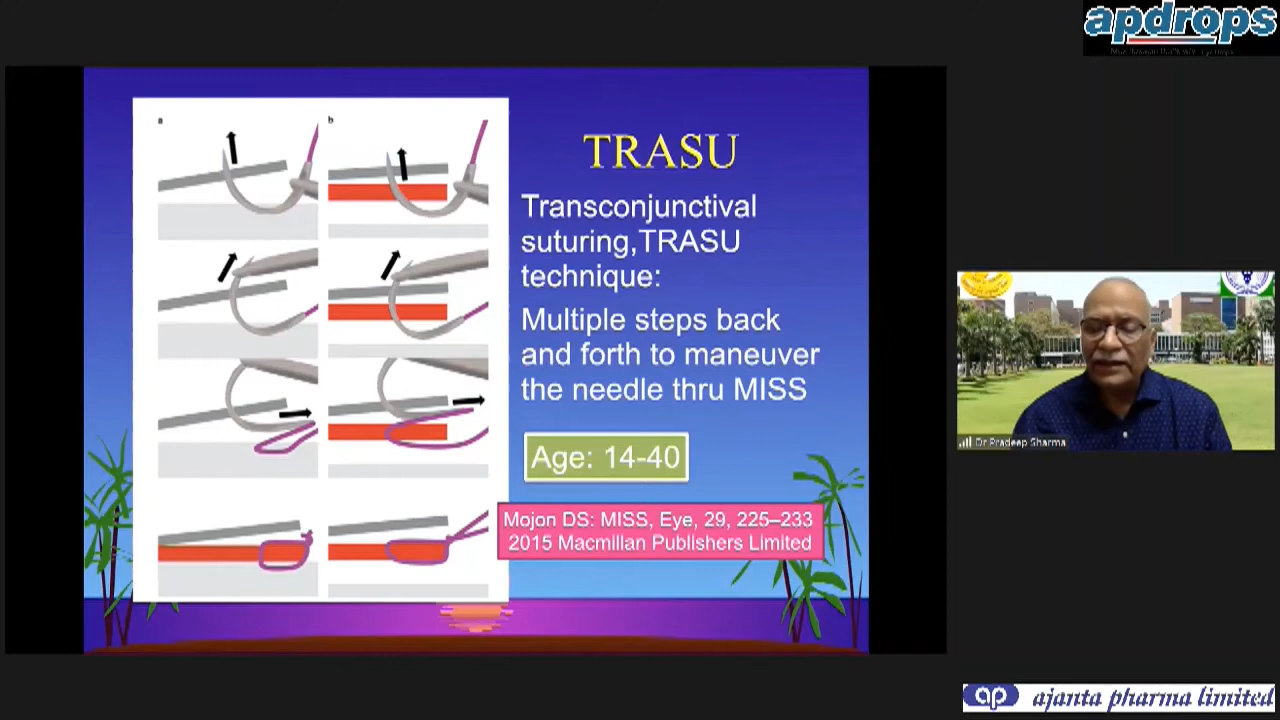 apdrops
a
b
TRASU
Transconjunctival
suturing,TRASU
technique:
Multiple steps back
and forth to maneuver
the needle thru MISS
Age: 14-40
Mojon DS: MISS, Eye, 29, 225–233
2015 Macmillan Publishers Limited
Dr Pradeep Sharma
ap ajanta pharma limited